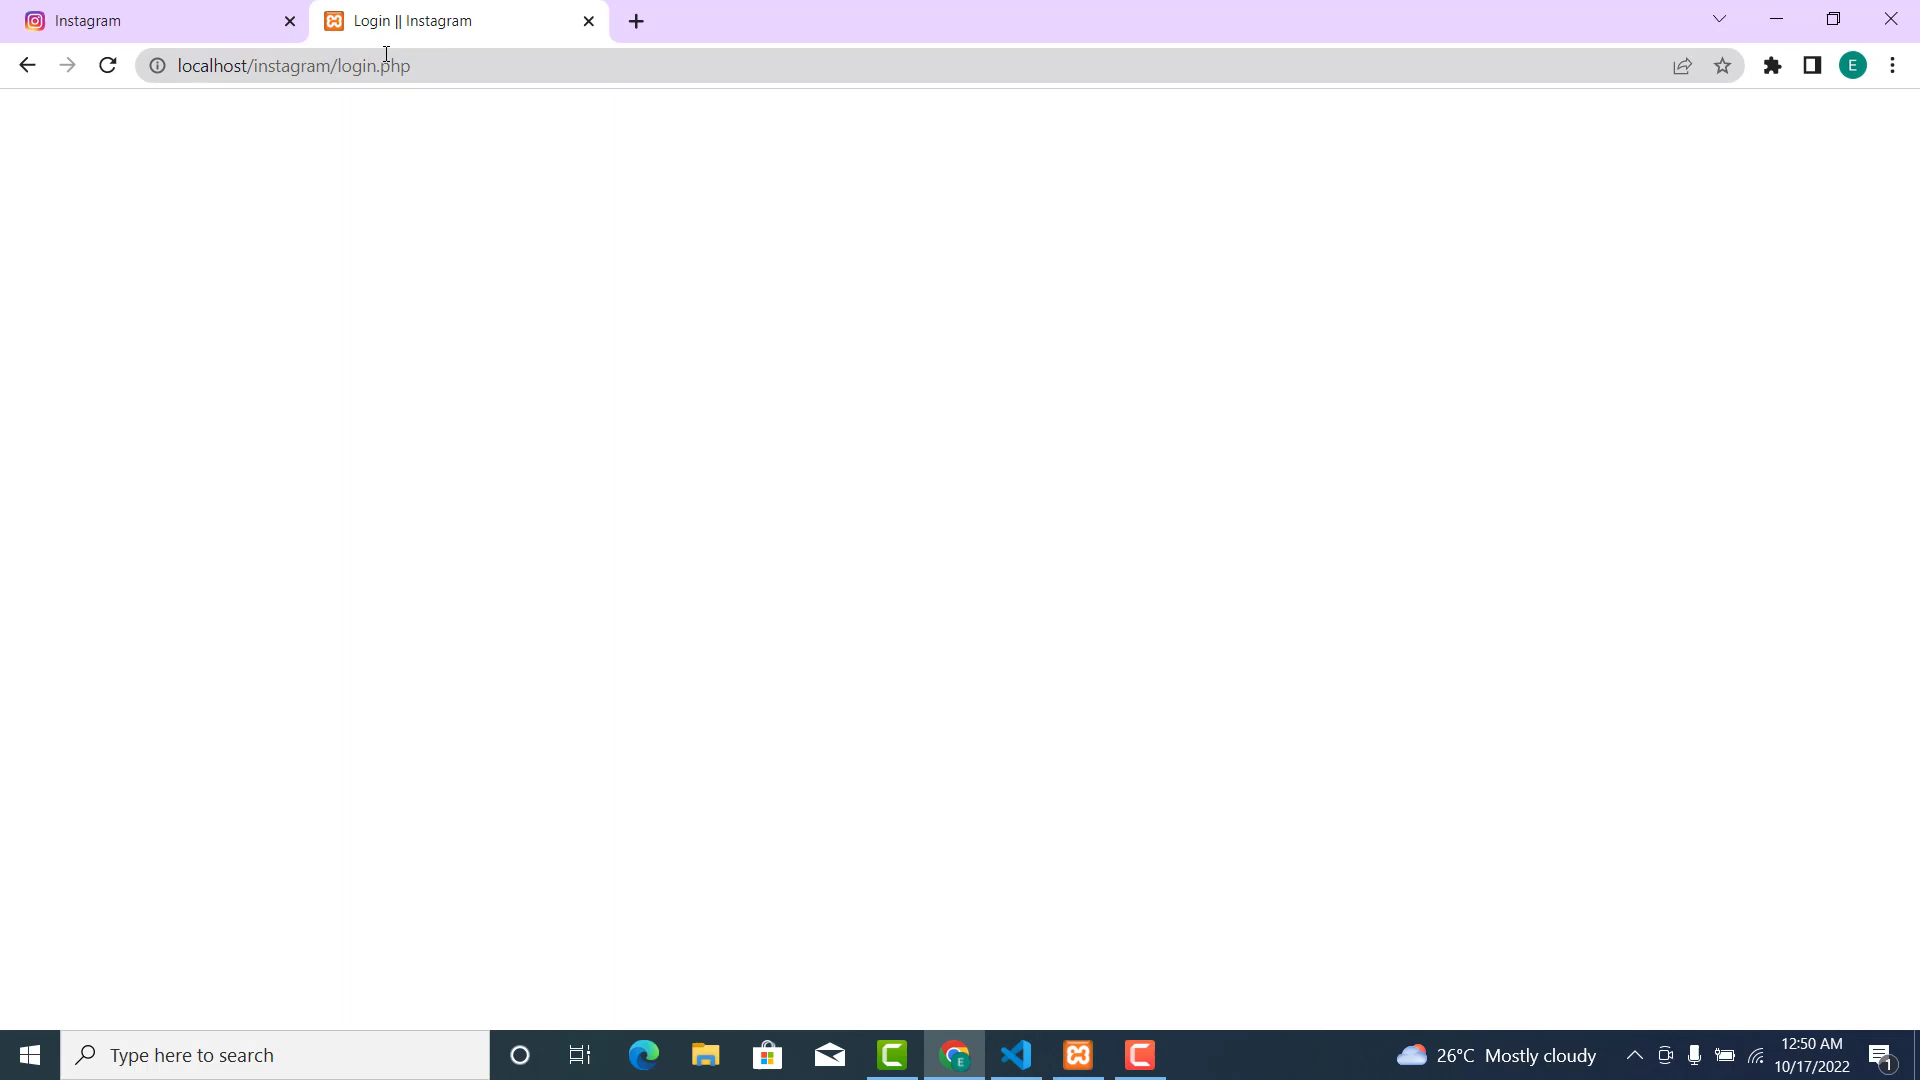 Instagram
Login || Instagram
localhost/instagram/login.php
E
Type here to search
E
26°C Mostly cloudy
12:50 AM
10/17/2022
1